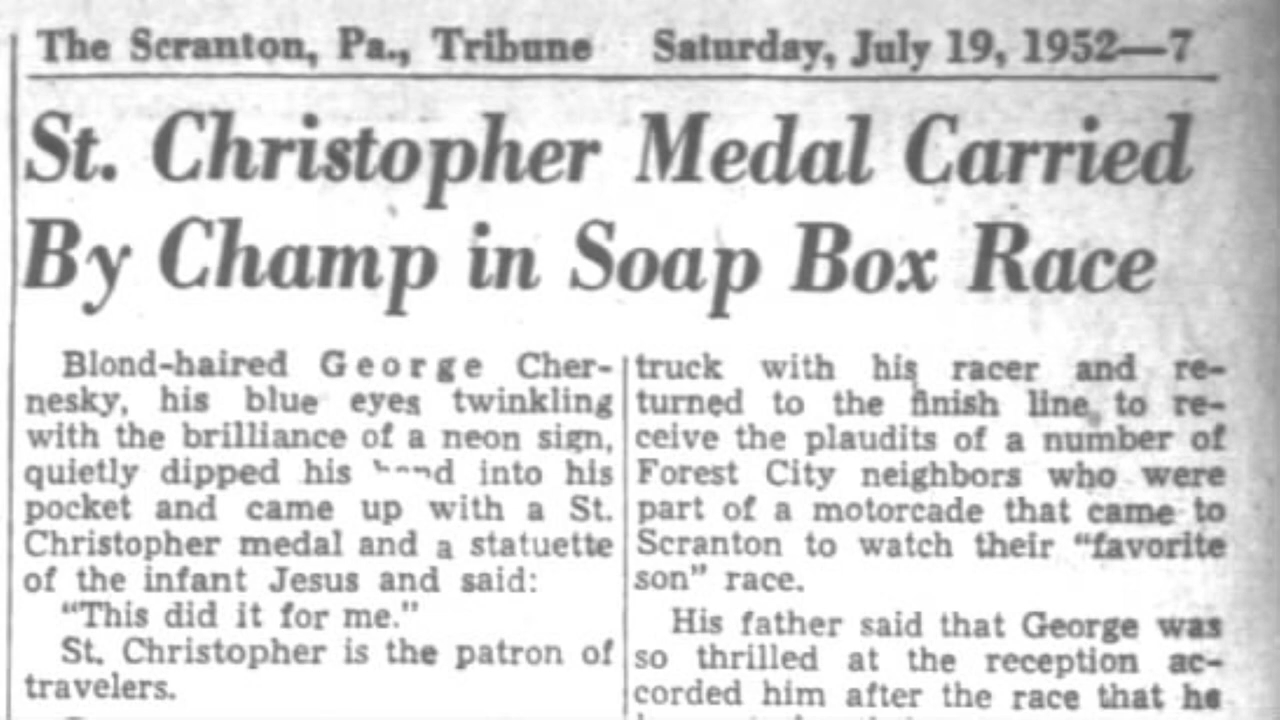 The Scranton, Pa., Tribune Saturday, July 19, 1952—7
St. Christopher Medal Carried
By Champ in Soap Box Race
Blond-haired George Cher-
nesky, his blue eyes twinkling
with the brilliance of a neon sign,
quietly dipped his into his
pocket and came up with a St.
Christopher medal and a statuette
of the infant Jesus and said:
"This did it for me."
St. Christopher is the patron of
travelers.
truck with his racer and re-
turned to the finish line to re-
ceive the plaudits of a number of
Forest City neighbors who were
part of a motorcade that came to
Scranton to watch their "favorite
son" race.
His father said that George was
so thrilled at the reception ac-
corded him after the race that he